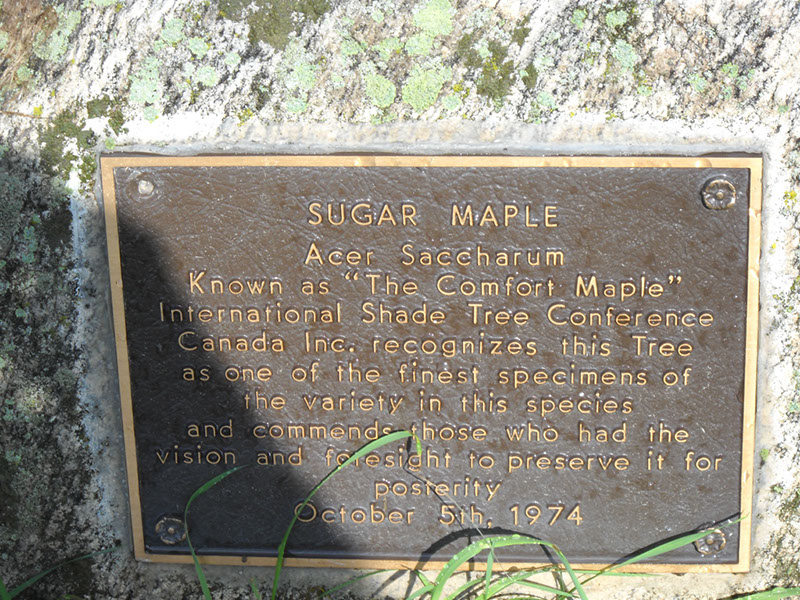 SUGAR MAPLE
Acer Saccharum
Known as "The Comfort Maple"
International Shade Tree Conference
Canada Inc. recognizes this Tree
as one of the finest specimens of
the variety in this species
and commends those who had the
vision and foresight to preserve it for
posterity
October 5th, 1974